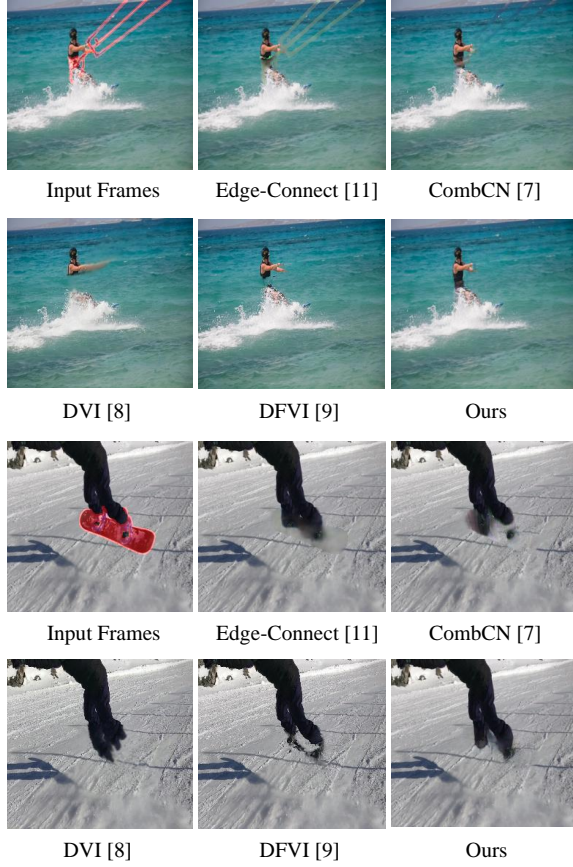 Input Frames Edge-Connect [11] CombCN [7]
DVI [8] DFVI [9] Ours
Input Frames Edge-Connect [11] CombCN [7]
DVI [8] DFVI [9] Ours